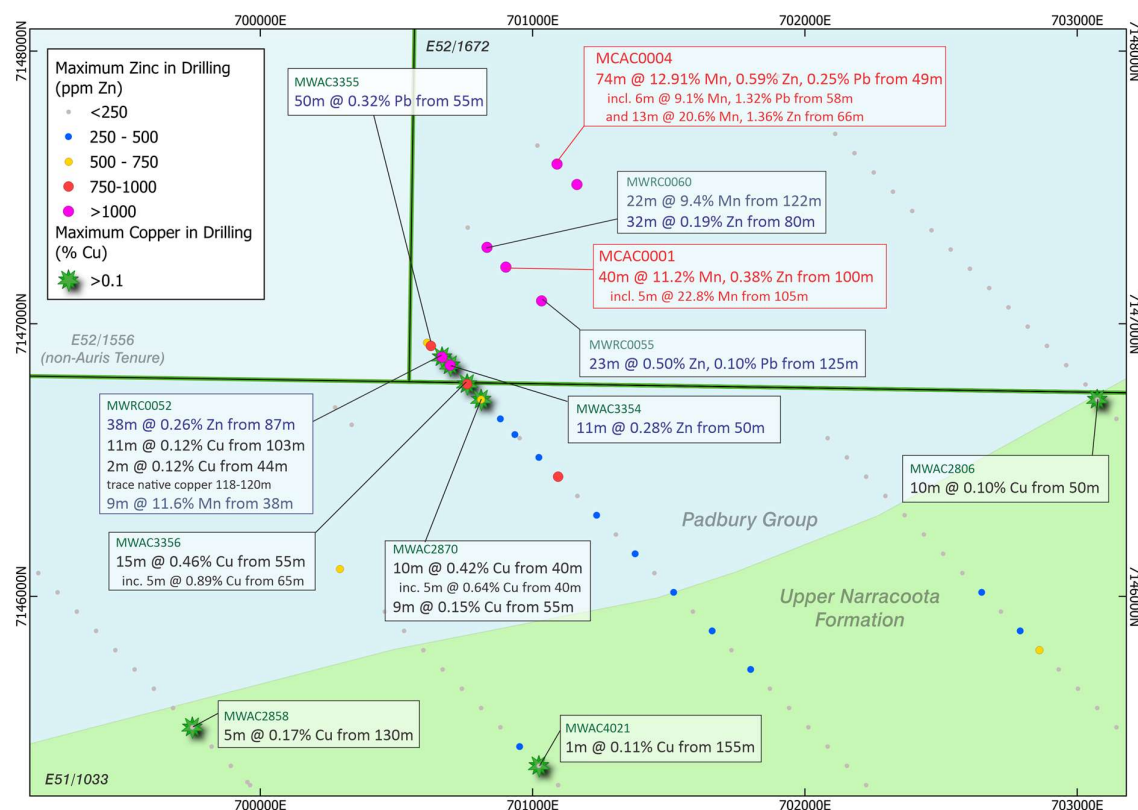 700000E
701000E
702000E
703000E
7148000N
7148000N
Maximum Zinc in Drilling
(ppm Zn)
<250
250 - 500
500 - 750
750-1000
>1000
Maximum Copper in Drilling
(% Cu)
>0.1
E52/1672
MWAC3355
50m @ 0.32% Pb from 55m
MCAC0004
74m @ 12.91% Mn, 0.59% Zn, 0.25% Pb from 49m
incl. 6m @ 9.1% Mn, 1.32% Pb from 58m
and 13m @ 20.6% Mn, 1.36% Zn from 66m
MWRC0060
22m @ 9.4% Mn from 122m
32m @ 0.19% Zn from 80m
MCAC0001
40m @ 11.2% Mn, 0.38% Zn from 100m
incl. 5m @ 22.8% Mn from 105m
7147000N
7147000N
E52/1556
(non-Auris Tenure)
MWRC0055
23m @ 0.50% Zn, 0.10% Pb from 125m
MWRC0052
38m @ 0.26% Zn from 87m
11m @ 0.12% Cu from 103m
2m @ 0.12% Cu from 44m
trace native copper 118-120m
9m @ 11.6% Mn from 38m
MWAC3354
11m @ 0.28% Zn from 50m
MWAC2806
10m @ 0.10% Cu from 50m
Padbury Group
MWAC3356
15m @ 0.46% Cu from 55m
inc. 5m @ 0.89% Cu from 65m
MWAC2870
10m @ 0.42% Cu from 40m
inc. 5m @ 0.64% Cu from 40m
9m @ 0.15% Cu from 55m
7146000N
7146000N
Upper Narracoota
Formation
MWAC2858
5m @ 0.17% Cu from 130m
MWAC4021
1m @ 0.11% Cu from 155m
E51/1033
700000E
701000E
702000E
703000E